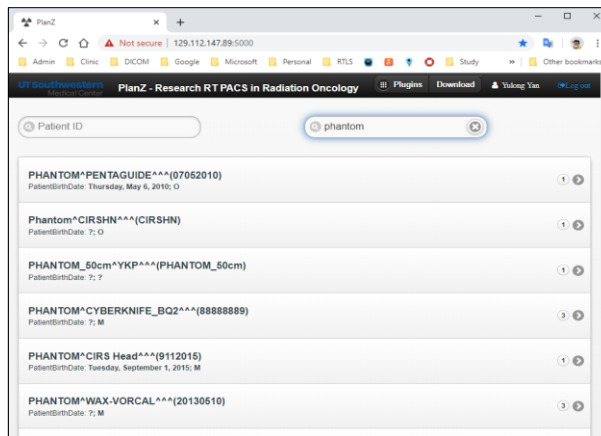 PlanZ
Not secure | 129.112.147.89:5000
Admin Clinic DICOM Google Microsoft Personal RTLS Study » Other bookmarks
UTSouthwestern
Medical Center
PlanZ - Research RT PACS in Radiation Oncology
Plugins Download Yulong Yan Log out
Patient ID
phantom
PHANTOM^PENTAGUIDE^^^(07052010)
1
PatientBirthDate: Thursday, May 6, 2010; O
Phantom^CIRSHN^^^(CIRSHN)
1
PatientBirthDate: ?; O
PHANTOM_50cm^YKP^^^(PHANTOM_50cm)
1
PatientBirthDate: ?; ?
PHANTOM^CYBERKNIFE_BQ2^^^(88888889)
3
PatientBirthDate: ?; M
PHANTOM^CIRS Head^^^(9112015)
1
PatientBirthDate: Tuesday, September 1, 2015; M
PHANTOM^WAX-VORCAL^^^(20130510)
3
PatientBirthDate: ?; M